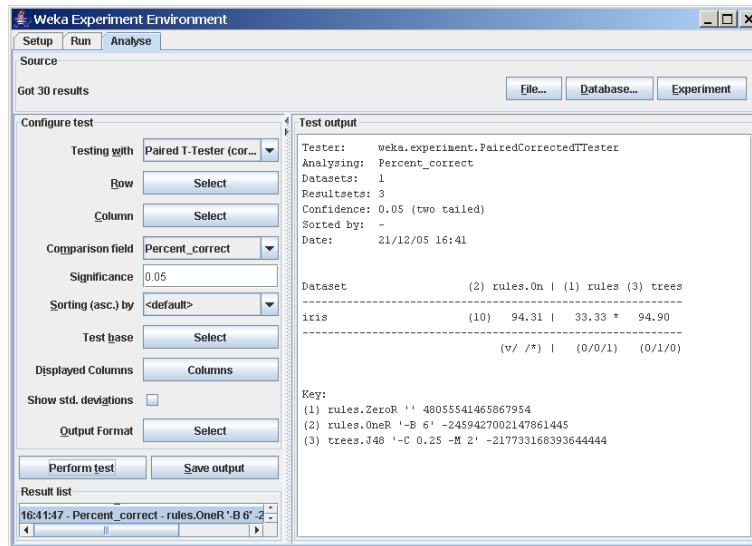 Weka Experiment Environment
Setup Run Analyse
Source
Got 30 results
File... Database... Experiment
Configure test
Testing with Paired T-Tester (cor...
Row Select
Column Select
Comparison field Percent_correct
Significance 0.05
Sorting (asc.) by <default>
Test base Select
Displayed Columns Columns
Show std. deviations
Output Format Select
Perform test Save output
Result list
16:41:47 - Percent_correct - rules.OneR '-B 6' -2
Test output
Tester: weka.experiment.PairedCorrectedTTester
Analysing: Percent_correct
Datasets: 1
Resultsets: 3
Confidence: 0.05 (two tailed)
Sorted by: -
Date: 21/12/05 16:41
Dataset (2) rules.On | (1) rules (3) trees
--------------------------------------------------------------
iris (10) 94.31 | 33.33 * 94.90
--------------------------------------------------------------
(v/ /*) | (0/0/1) (0/1/0)
Key:
(1) rules.ZeroR '' 48055541465867954
(2) rules.OneR '-B 6' -2459427002147861445
(3) trees.J48 '-C 0.25 -M 2' -217733168393644444